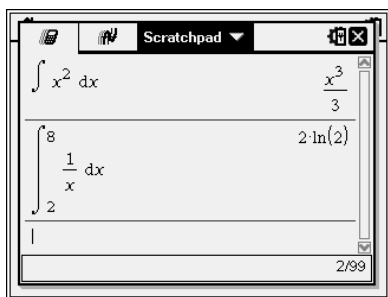 Scratchpad
∫ x² dx
x³/3
∫₂⁸ 1/x dx
2·ln(2)
2/99